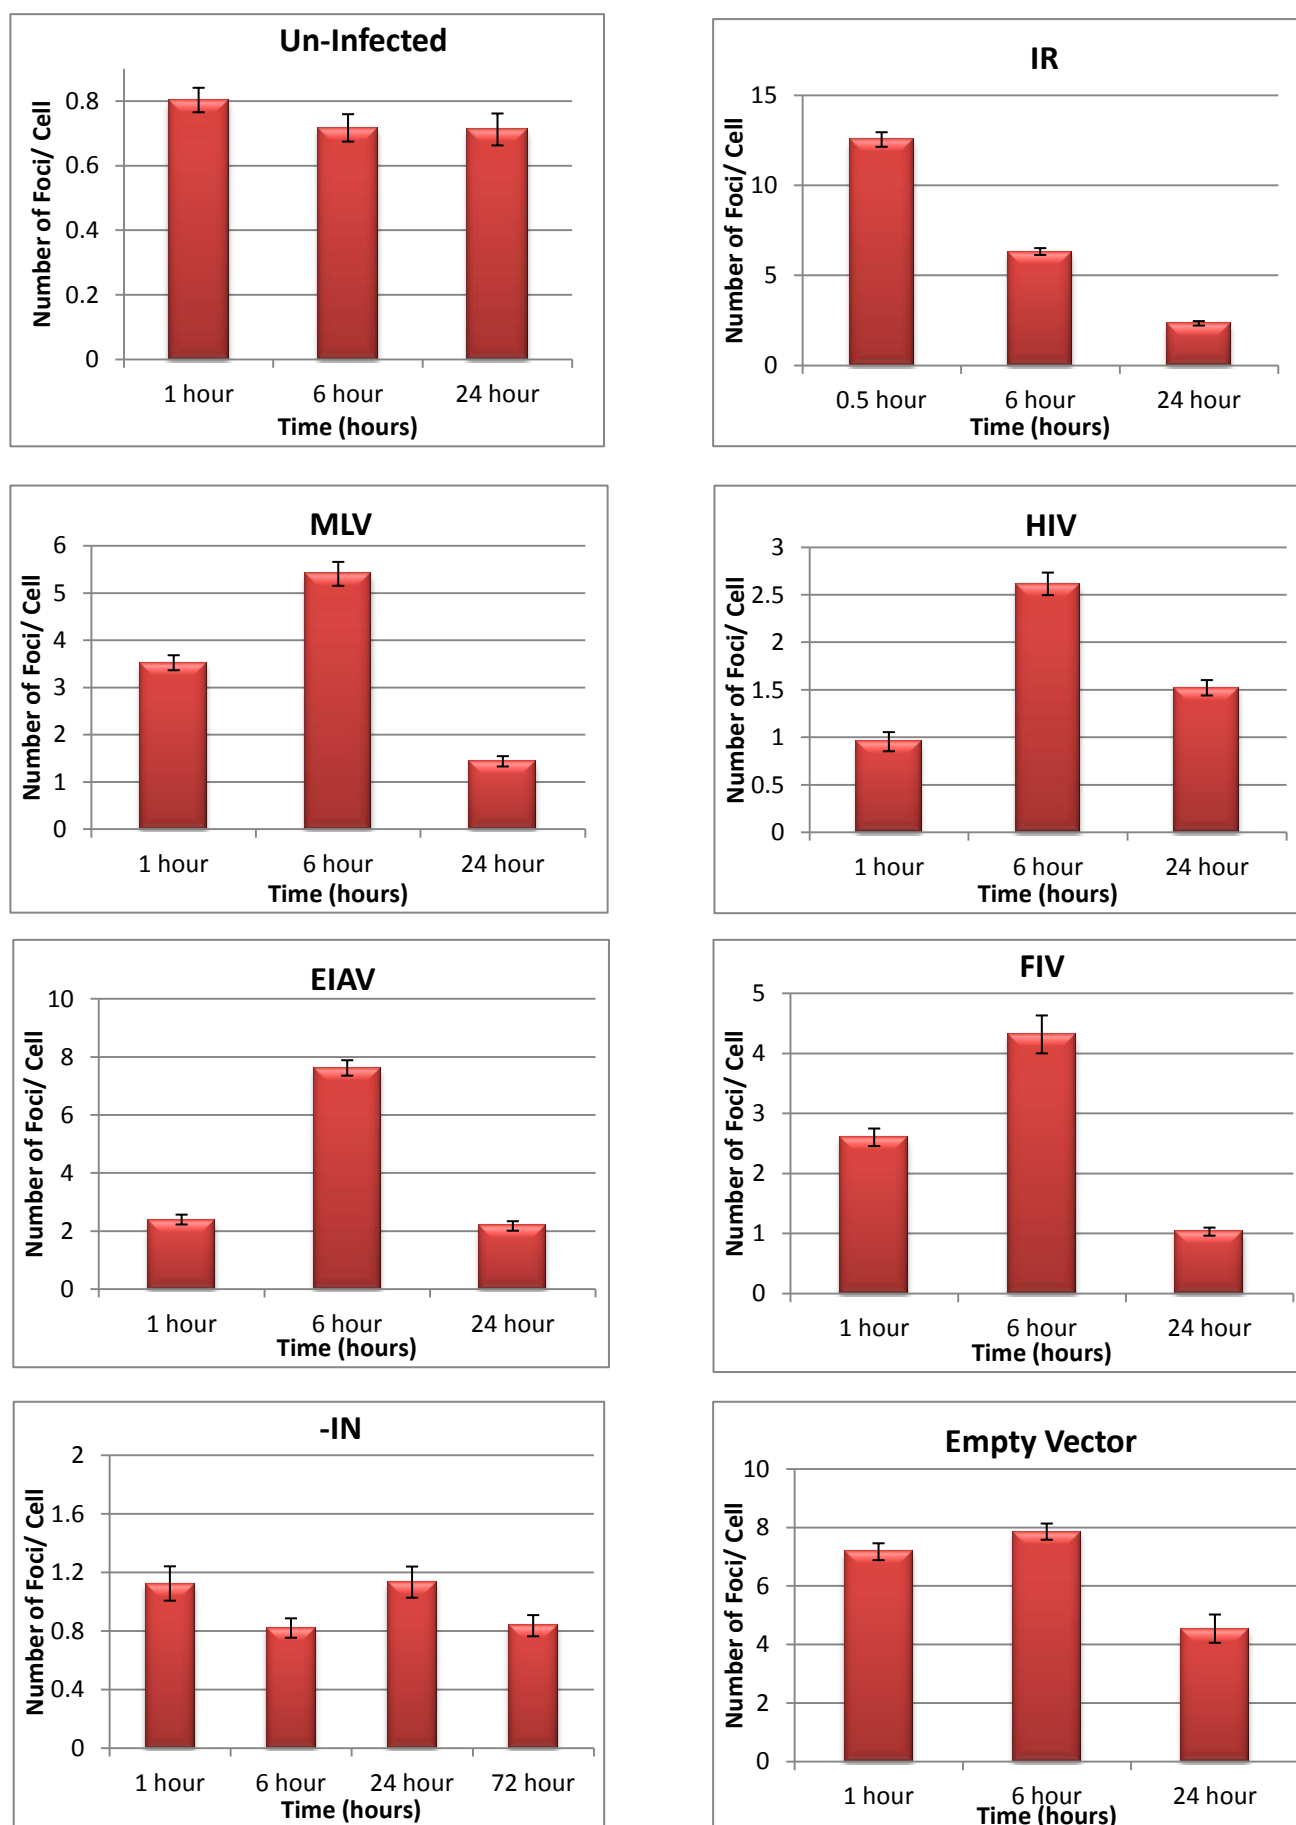 Un-Infected
Number of Foci/ Cell
0.8
0.6
0.4
0.2
0
1 hour 6 hour 24 hour
Time (hours)
IR
Number of Foci/ Cell
15
10
5
0
0.5 hour 6 hour 24 hour
Time (hours)
MLV
Number of Foci/ Cell
6
5
4
3
2
1
0
1 hour 6 hour 24 hour
Time (hours)
HIV
Number of Foci/ Cell
3
2.5
2
1.5
1
0.5
0
1 hour 6 hour 24 hour
Time (hours)
EIAV
Number of Foci/ Cell
10
8
6
4
2
0
1 hour 6 hour 24 hour
Time (hours)
FIV
Number of Foci/ Cell
5
4
3
2
1
0
1 hour 6 hour 24 hour
Time (hours)
-IN
Number of Foci/ Cell
2
1.6
1.2
0.8
0.4
0
1 hour 6 hour 24 hour 72 hour
Time (hours)
Empty Vector
Number of Foci/ Cell
10
8
6
4
2
0
1 hour 6 hour 24 hour
Time (hours)